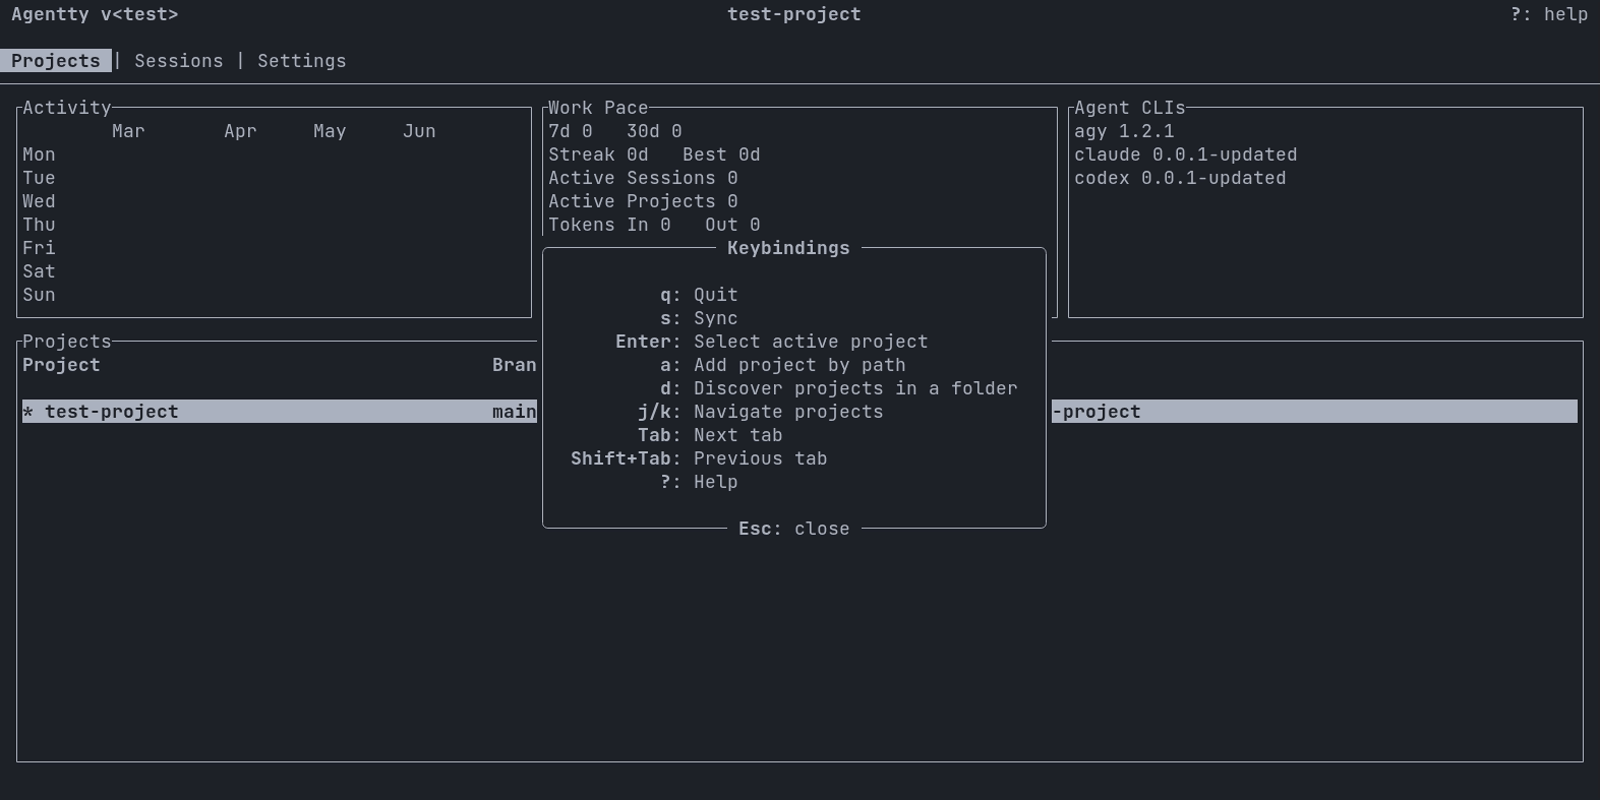 Agentty v<test> test-project ?: help
Projects | Sessions | Settings
Activity
Mar Apr May Jun
Mon
Tue
Wed
Thu
Fri
Sat
Sun
Work Pace
7d 0 30d 0
Streak 0d Best 0d
Active Sessions 0
Active Projects 0
Tokens In 0 Out 0
Agent CLIs
agy 1.2.1
claude 0.0.1-updated
codex 0.0.1-updated
Projects
Project Bran
* test-project main -project
Keybindings
q: Quit
s: Sync
Enter: Select active project
a: Add project by path
d: Discover projects in a folder
j/k: Navigate projects
Tab: Next tab
Shift+Tab: Previous tab
?: Help
Esc: close